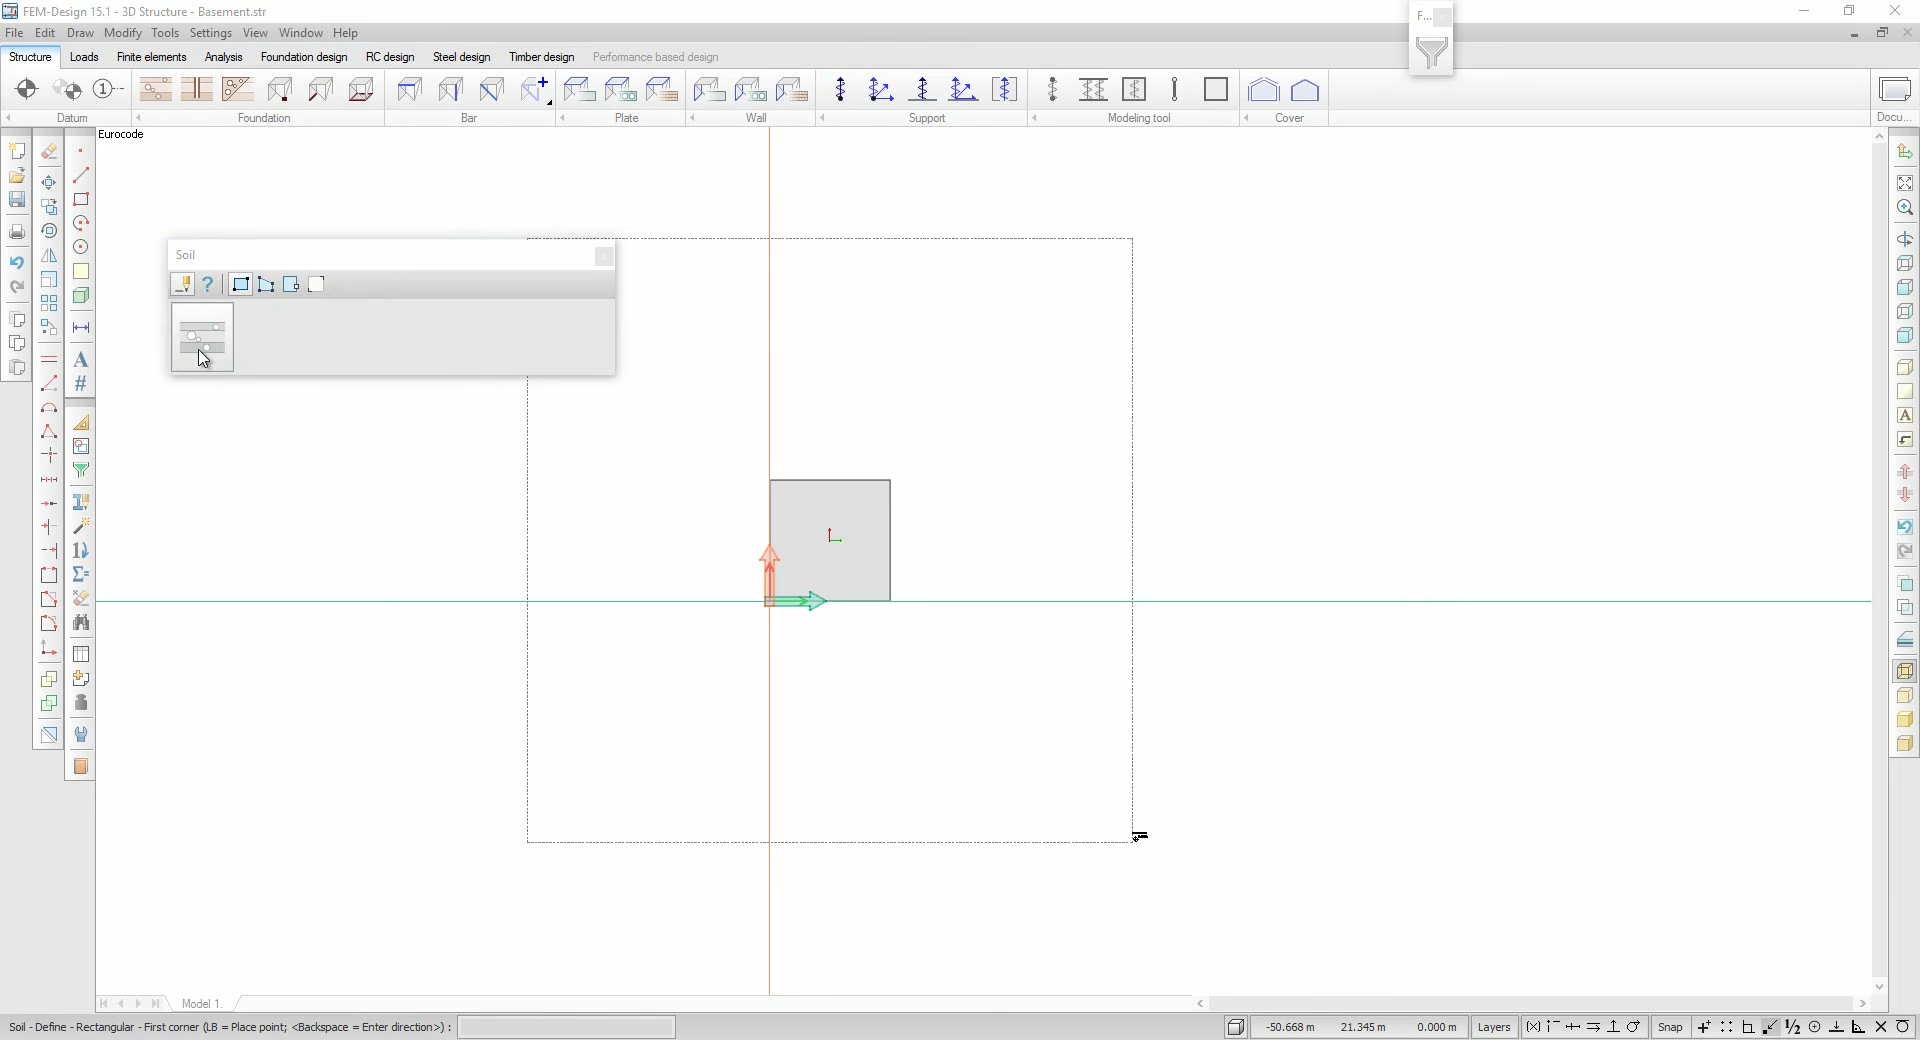 FEM-Design 15.1 - 3D Structure - Basement.str
F...
File Edit Draw Modify Tools Settings View Window Help
Structure Loads Finite elements Analysis Foundation design RC design Steel design Timber design Performance based design
Datum Foundation Bar Plate Wall Support Modeling tool Cover Docu...
Eurocode
Soil
Model 1.
Soil - Define - Rectangular - First corner (LB = Place point; <Backspace = Enter direction>) :
-50.668 m 21.345 m 0.000 m Layers Snap 1/2